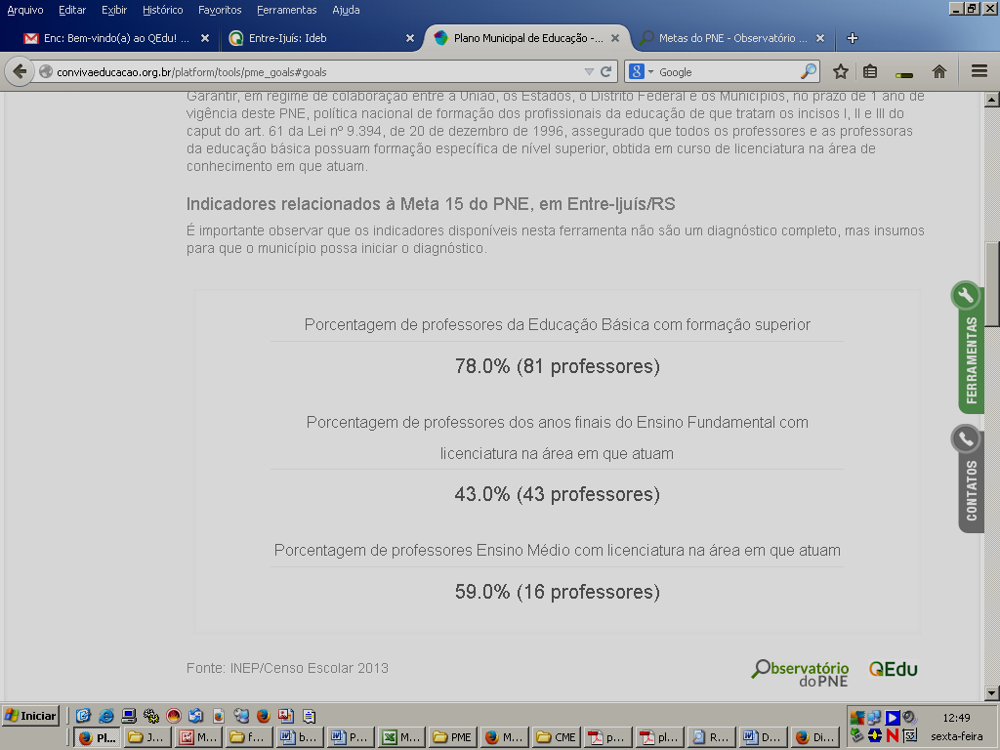 Arquivo Editar Exibir Histórico Favoritos Ferramentas Ajuda
Enc: Bem-vindo(a) ao QEdu! ...
Entre-Ijuís: Ideb
Plano Municipal de Educação -...
Metas do PNE - Observatório ...
convivaeducacao.org.br/platform/tools/pme_goals#goals
Google
Garantir, em regime de colaboração entre a União, os Estados, o Distrito Federal e os Municípios, no prazo de 1 ano de
vigência deste PNE, política nacional de formação dos profissionais da educação de que tratam os incisos I, II e III do
caput do art. 61 da Lei nº 9.394, de 20 de dezembro de 1996, assegurado que todos os professores e as professoras
da educação básica possuam formação específica de nível superior, obtida em curso de licenciatura na área de
conhecimento em que atuam.
Indicadores relacionados à Meta 15 do PNE, em Entre-Ijuís/RS
É importante observar que os indicadores disponíveis nesta ferramenta não são um diagnóstico completo, mas insumos
para que o município possa iniciar o diagnóstico.
Porcentagem de professores da Educação Básica com formação superior
78.0% (81 professores)
Porcentagem de professores dos anos finais do Ensino Fundamental com
licenciatura na área em que atuam
43.0% (43 professores)
Porcentagem de professores Ensino Médio com licenciatura na área em que atuam
59.0% (16 professores)
FERRAMENTAS
CONTATOS
Fonte: INEP/Censo Escolar 2013
Observatório
do PNE
QEdu
Iniciar
12:49
Pl... J... M... f... b... P... M... PME M... CME p... pl... R... D... Di...
sexta-feira